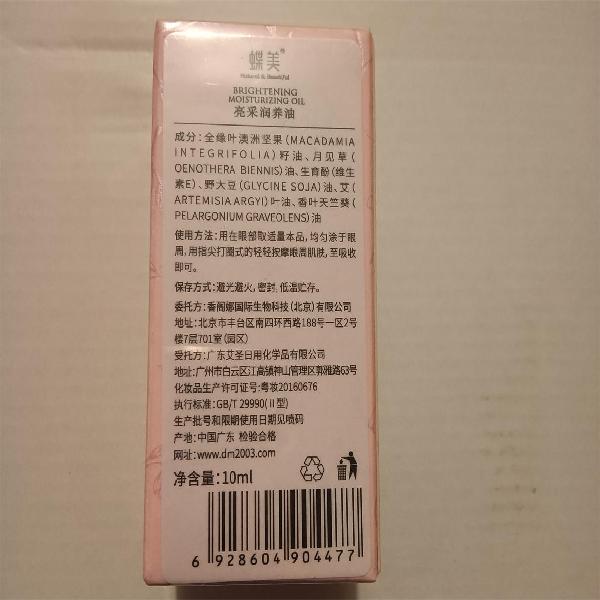 蝶美®
Natural & Beautiful
BRIGHTENING
MOISTURIZING OIL
亮采润养油
成分:全缘叶澳洲坚果(MACADAMIA
INTEGRIFOLIA)籽油、月见草(
OENOTHERA BIENNIS)油、生育酚(维生
素E)、野大豆(GLYCINE SOJA)油、艾(
ARTEMISIA ARGYI)叶油、香叶天竺葵(
PELARGONIUM GRAVEOLENS)油
使用方法:用在眼部取适量本品,均匀涂于眼
周,用指尖打圈式的轻轻按摩眼周肌肤,至吸收
即可。
保存方式:避光避火,密封,低温贮存。
委托方:香阁娜国际生物科技(北京)有限公司
地址:北京市丰台区南四环西路188号一区2号
楼7层701室(园区)
受托方:广东艾圣日用化学品有限公司
地址:广州市白云区江高镇神山管理区郭雅路63号
化妆品生产许可证号:粤妆20160676
执行标准:GB/T 29990(Ⅱ型)
生产批号和限期使用日期见喷码
产地:中国广东 检验合格
网址:www.dm2003.com
净含量:10ml
6 928604 904477